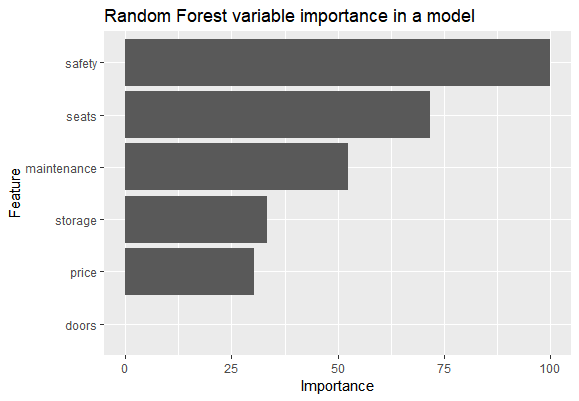 Random Forest variable importance in a model
Feature
safety
seats
maintenance
storage
price
doors
0 25 50 75 100
Importance